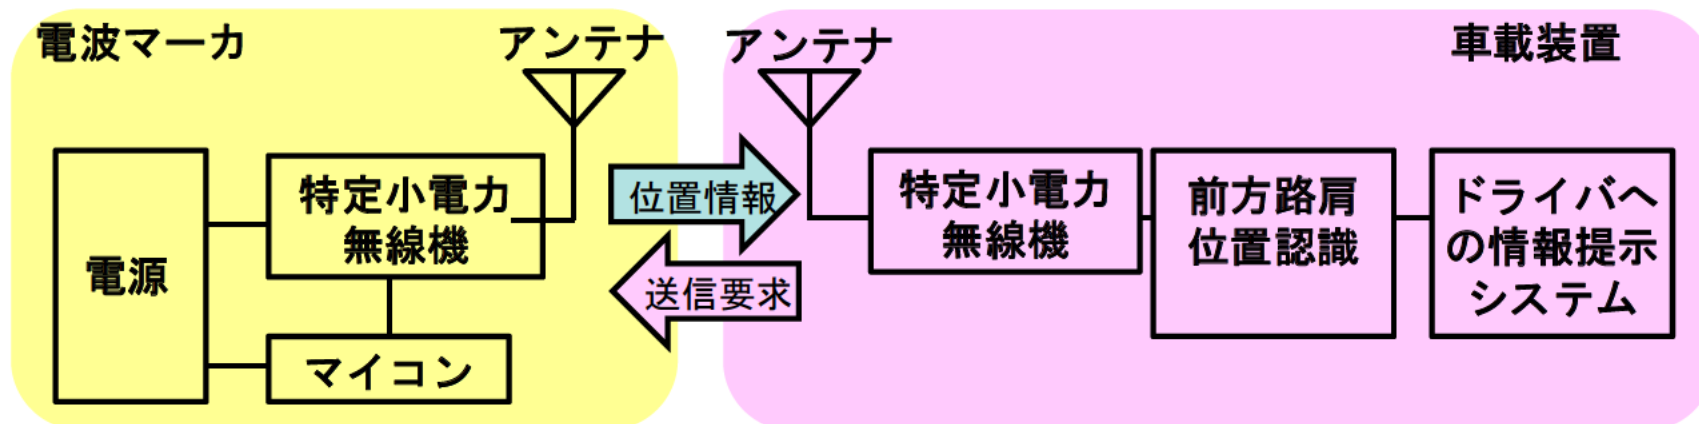 電波マーカ
アンテナ
電源
特定小電力
無線機
マイコン
位置情報
送信要求
アンテナ
車載装置
特定小電力
無線機
前方路肩
位置認識
ドライバへ
の情報提示
システム